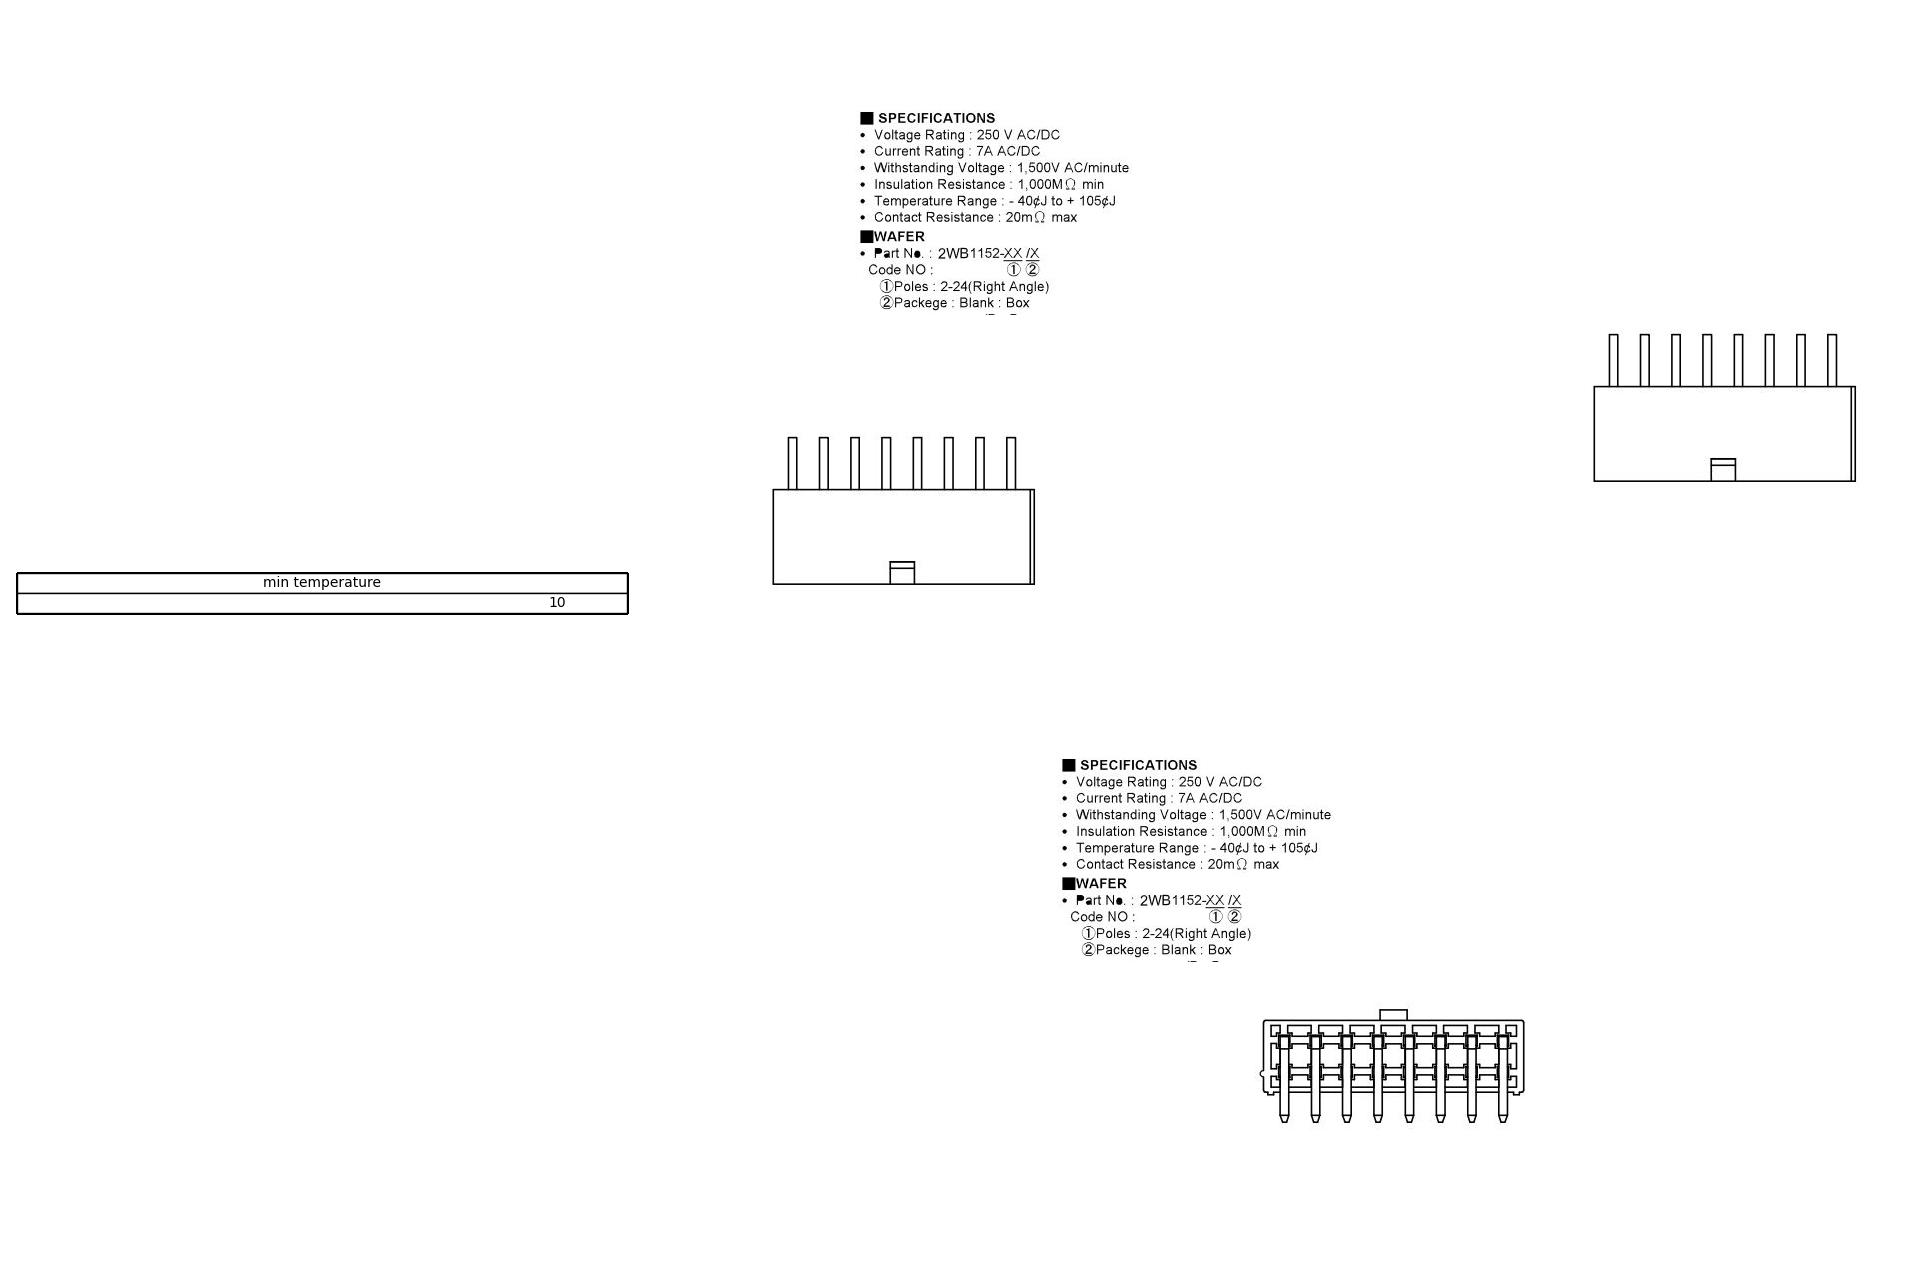 ■ SPECIFICATIONS
• Voltage Rating : 250 V AC/DC
• Current Rating : 7A AC/DC
• Withstanding Voltage : 1,500V AC/minute
• Insulation Resistance : 1,000MΩ min
• Temperature Range : - 40¢J to + 105¢J
• Contact Resistance : 20mΩ max
■WAFER
• Part No. : 2WB1152-XX /X
Code NO : ① ②
①Poles : 2-24(Right Angle)
②Packege : Blank : Box
min temperature
10
■ SPECIFICATIONS
• Voltage Rating : 250 V AC/DC
• Current Rating : 7A AC/DC
• Withstanding Voltage : 1,500V AC/minute
• Insulation Resistance : 1,000MΩ min
• Temperature Range : - 40¢J to + 105¢J
• Contact Resistance : 20mΩ max
■WAFER
• Part No. : 2WB1152-XX /X
Code NO : ① ②
①Poles : 2-24(Right Angle)
②Packege : Blank : Box